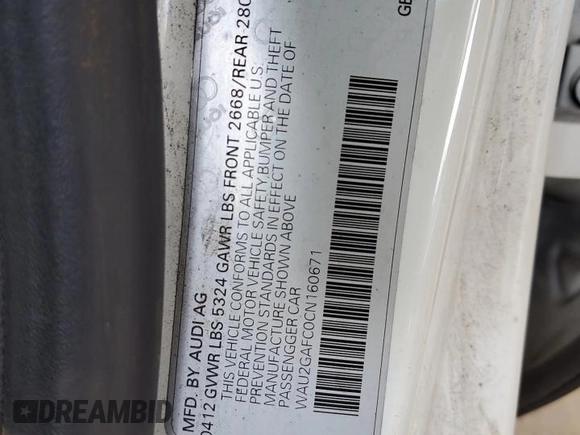 MFD. BY AUDI AG
0412 GVWR LBS 5324 GAWR LBS FRONT 2668/REAR 280
THIS VEHICLE CONFORMS TO ALL APPLICABLE U.S.
FEDERAL MOTOR VEHICLE SAFETY, BUMPER AND THEFT
PREVENTION STANDARDS IN EFFECT ON THE DATE OF
MANUFACTURE SHOWN ABOVE
PASSENGGER CAR
WAU2GAFC0CN160671
GE
DREAMBID